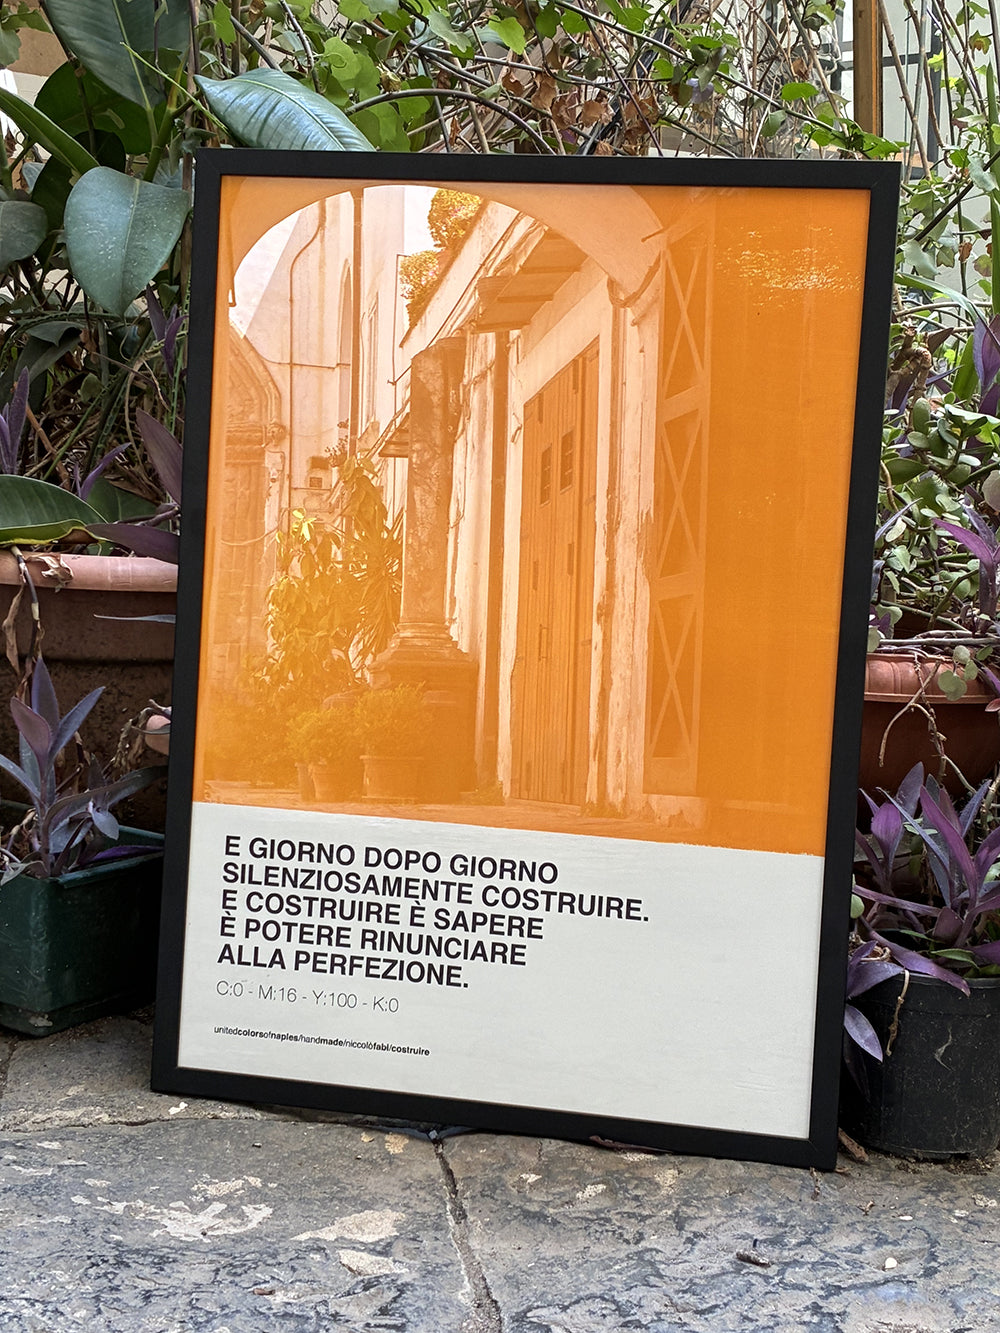 E GIORNO DOPO GIORNO
SILENZIOSAMENTE COSTRUIRE.
E COSTRUIRE È SAPERE
È POTERE RINUNCIARE
ALLA PERFEZIONE.
C:0 - M:16 - Y:100 - K:0
unitedcolorsofnaples/handmade/niccolòfabi/costruire